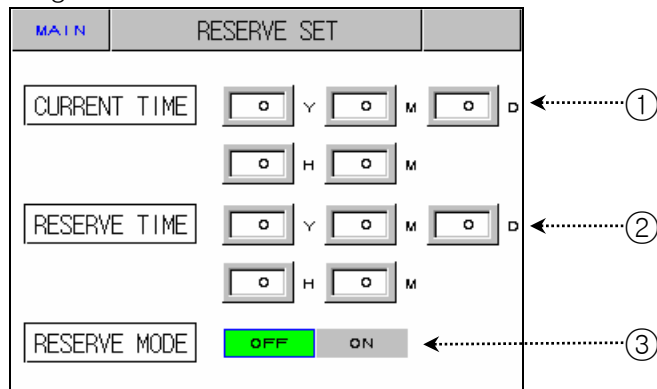 MAIN RESERVE SET
CURRENT TIME 0 Y 0 M 0 D ①
0 H 0 M
RESERVE TIME 0 Y 0 M 0 D ②
0 H 0 M
RESERVE MODE OFF ON ③